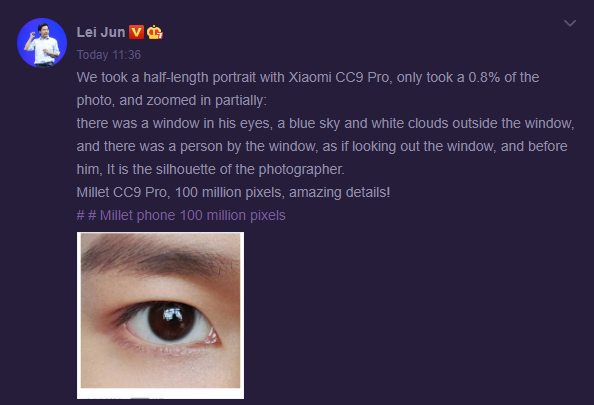 Lei Jun
Today 11:36
We took a half-length portrait with Xiaomi CC9 Pro, only took a 0.8% of the
photo, and zoomed in partially:
there was a window in his eyes, a blue sky and white clouds outside the window,
and there was a person by the window, as if looking out the window, and before
him, It is the silhouette of the photographer.
Millet CC9 Pro, 100 million pixels, amazing details!
# # Millet phone 100 million pixels